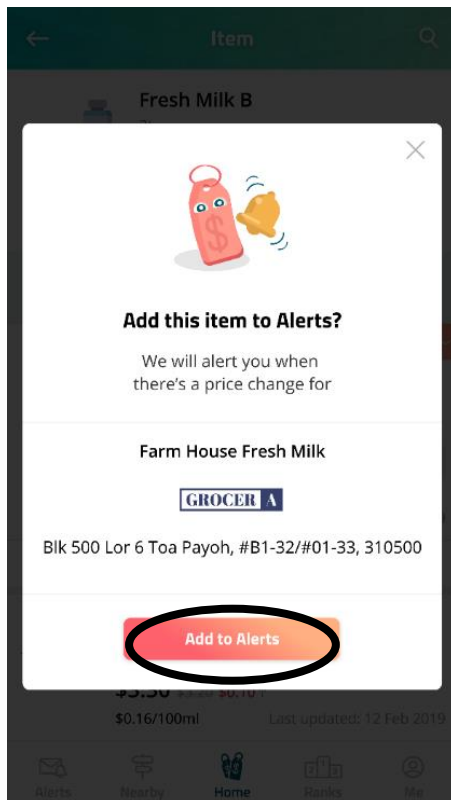 Item
Fresh Milk B
Add this item to Alerts?
We will alert you when
there's a price change for
Farm House Fresh Milk
GROCER A
Blk 500 Lor 6 Toa Payoh, #B1-32/#01-33, 310500
Add to Alerts
$0.10
$0.16/100ml Last updated: 12 Feb 2019
Alerts Nearby Home Ranks Me